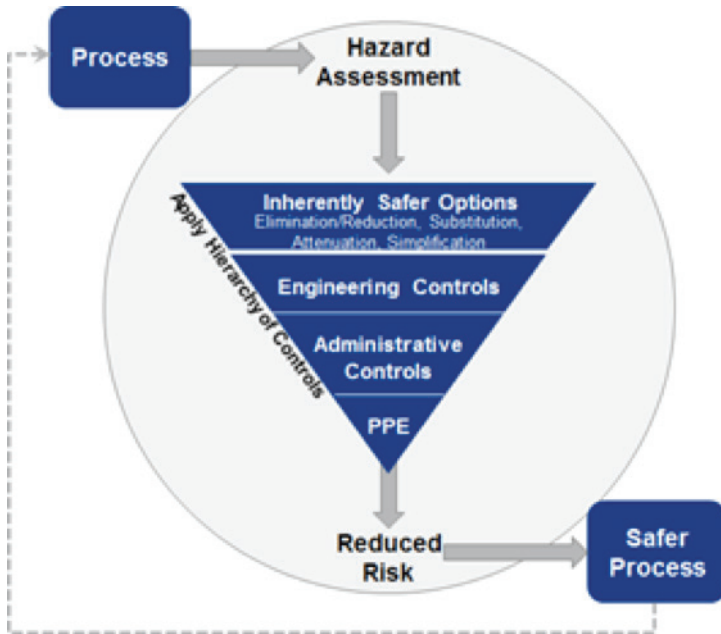 Process
Hazard
Assessment
Inherently Safer Options
Elimination/Reduction, Substitution,
Attenuation, Simplification
Apply Hierarchy of Controls
Engineering Controls
Administrative
Controls
PPE
Reduced
Risk
Safer
Process